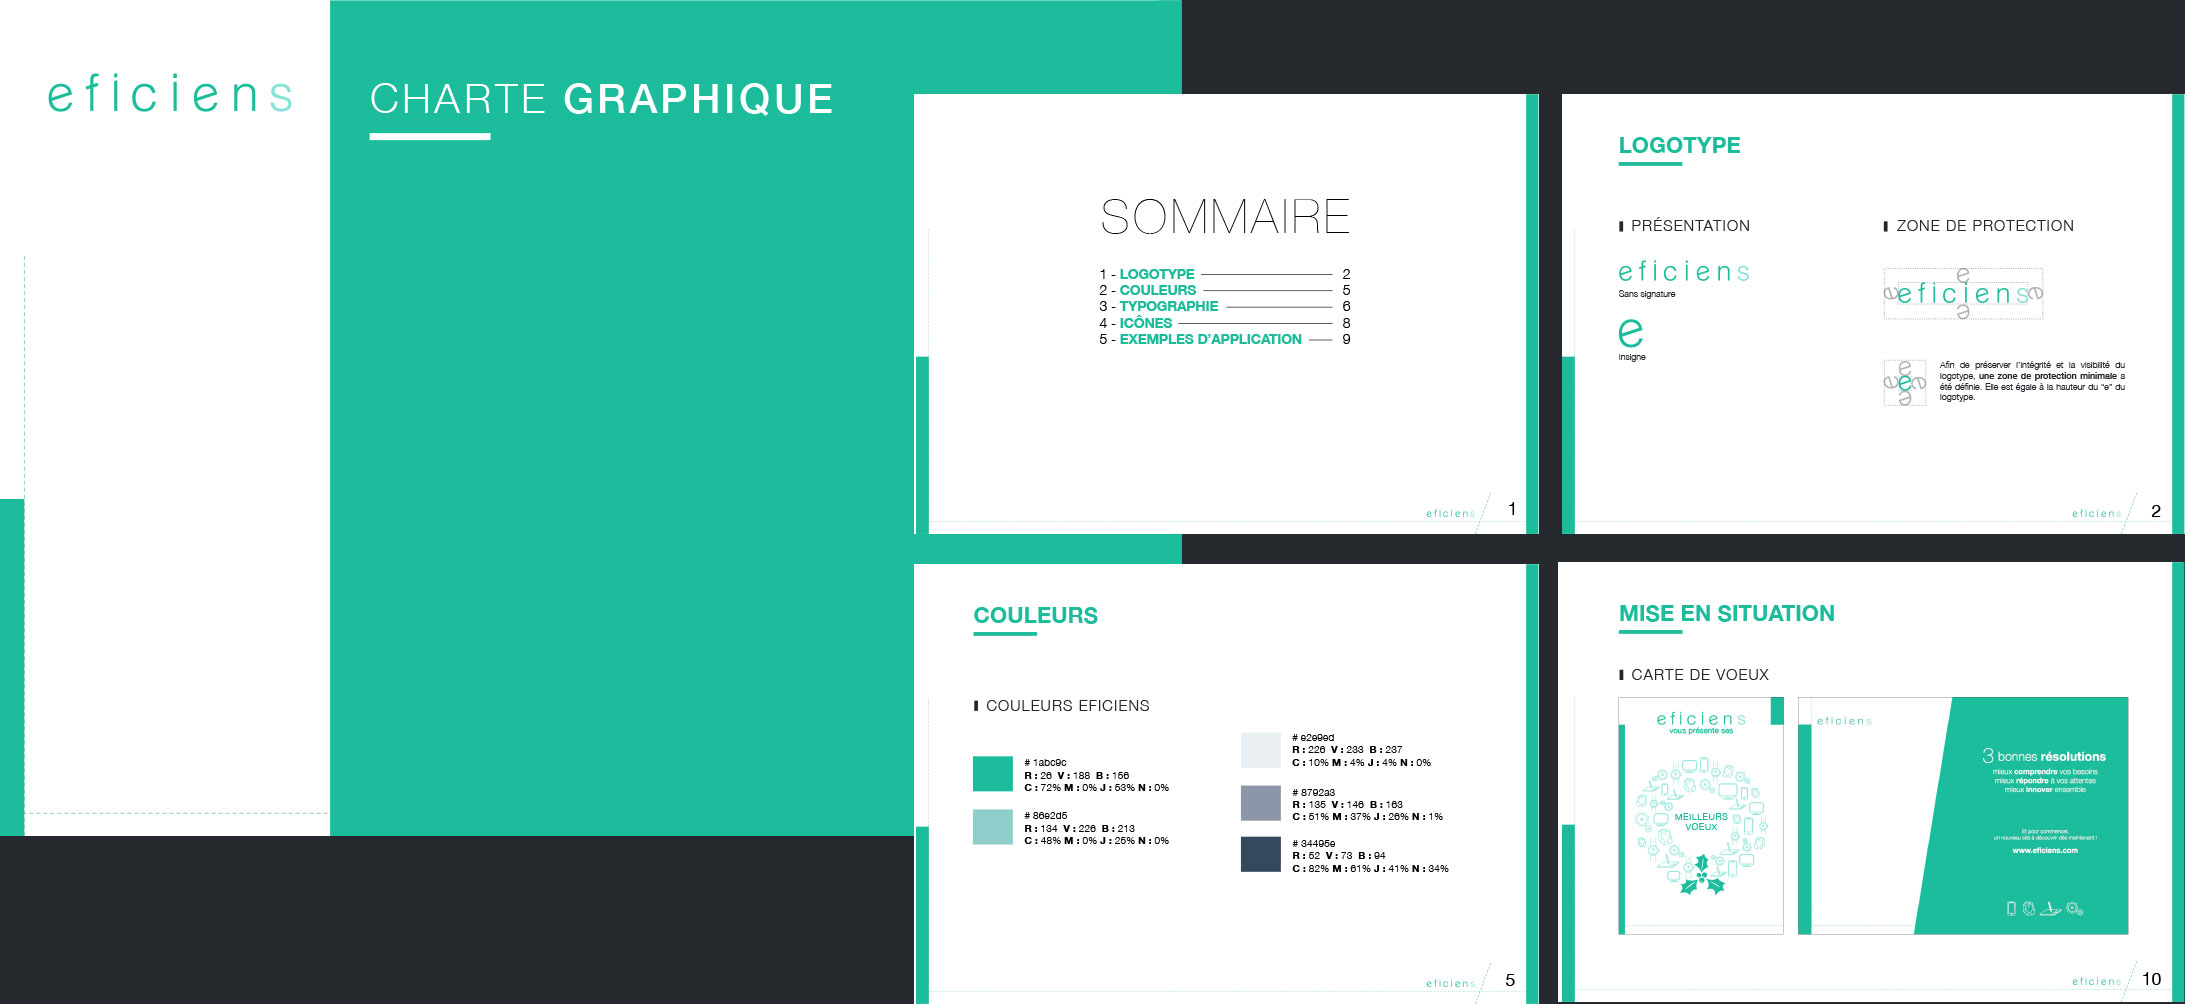 eficiens
CHARTE GRAPHIQUE
SOMMAIRE
1 - LOGOTYPE 2
2 - COULEURS 5
3 - TYPOGRAPHIE 6
4 - ICÔNES 8
5 - EXEMPLES D'APPLICATION 9
eficiens 1
LOGOTYPE
PRÉSENTATION
eficiens
Sans signature
e
Insigne
ZONE DE PROTECTION
e
e eficiens e
e
e
e e e
e
Afin de préserver l'intégrité et la visibilité du
logotype, une zone de protection minimale a
été définie. Elle est égale à la hauteur du "e" du
logotype.
eficiens 2
COULEURS
COULEURS EFICIENS
# 1abc9c
R : 26 V : 188 B : 156
C : 72% M : 0% J : 53% N : 0%
# 86e2d5
R : 134 V : 226 B : 213
C : 48% M : 0% J : 25% N : 0%
# e2e9ed
R : 226 V : 233 B : 237
C : 10% M : 4% J : 4% N : 0%
# 8792a3
R : 135 V : 146 B : 163
C : 51% M : 37% J : 26% N : 1%
# 34495e
R : 52 V : 73 B : 94
C : 82% M : 61% J : 41% N : 34%
eficiens 5
MISE EN SITUATION
CARTE DE VOEUX
eficiens
vous présente ses
MEILLEURS
VOEUX
eficiens
3 bonnes résolutions
mieux comprendre vos besoins
mieux répondre à vos attentes
mieux innover ensemble
Et pour commencer,
un nouveau site à découvrir dès maintenant !
www.eficiens.com
eficiens 10